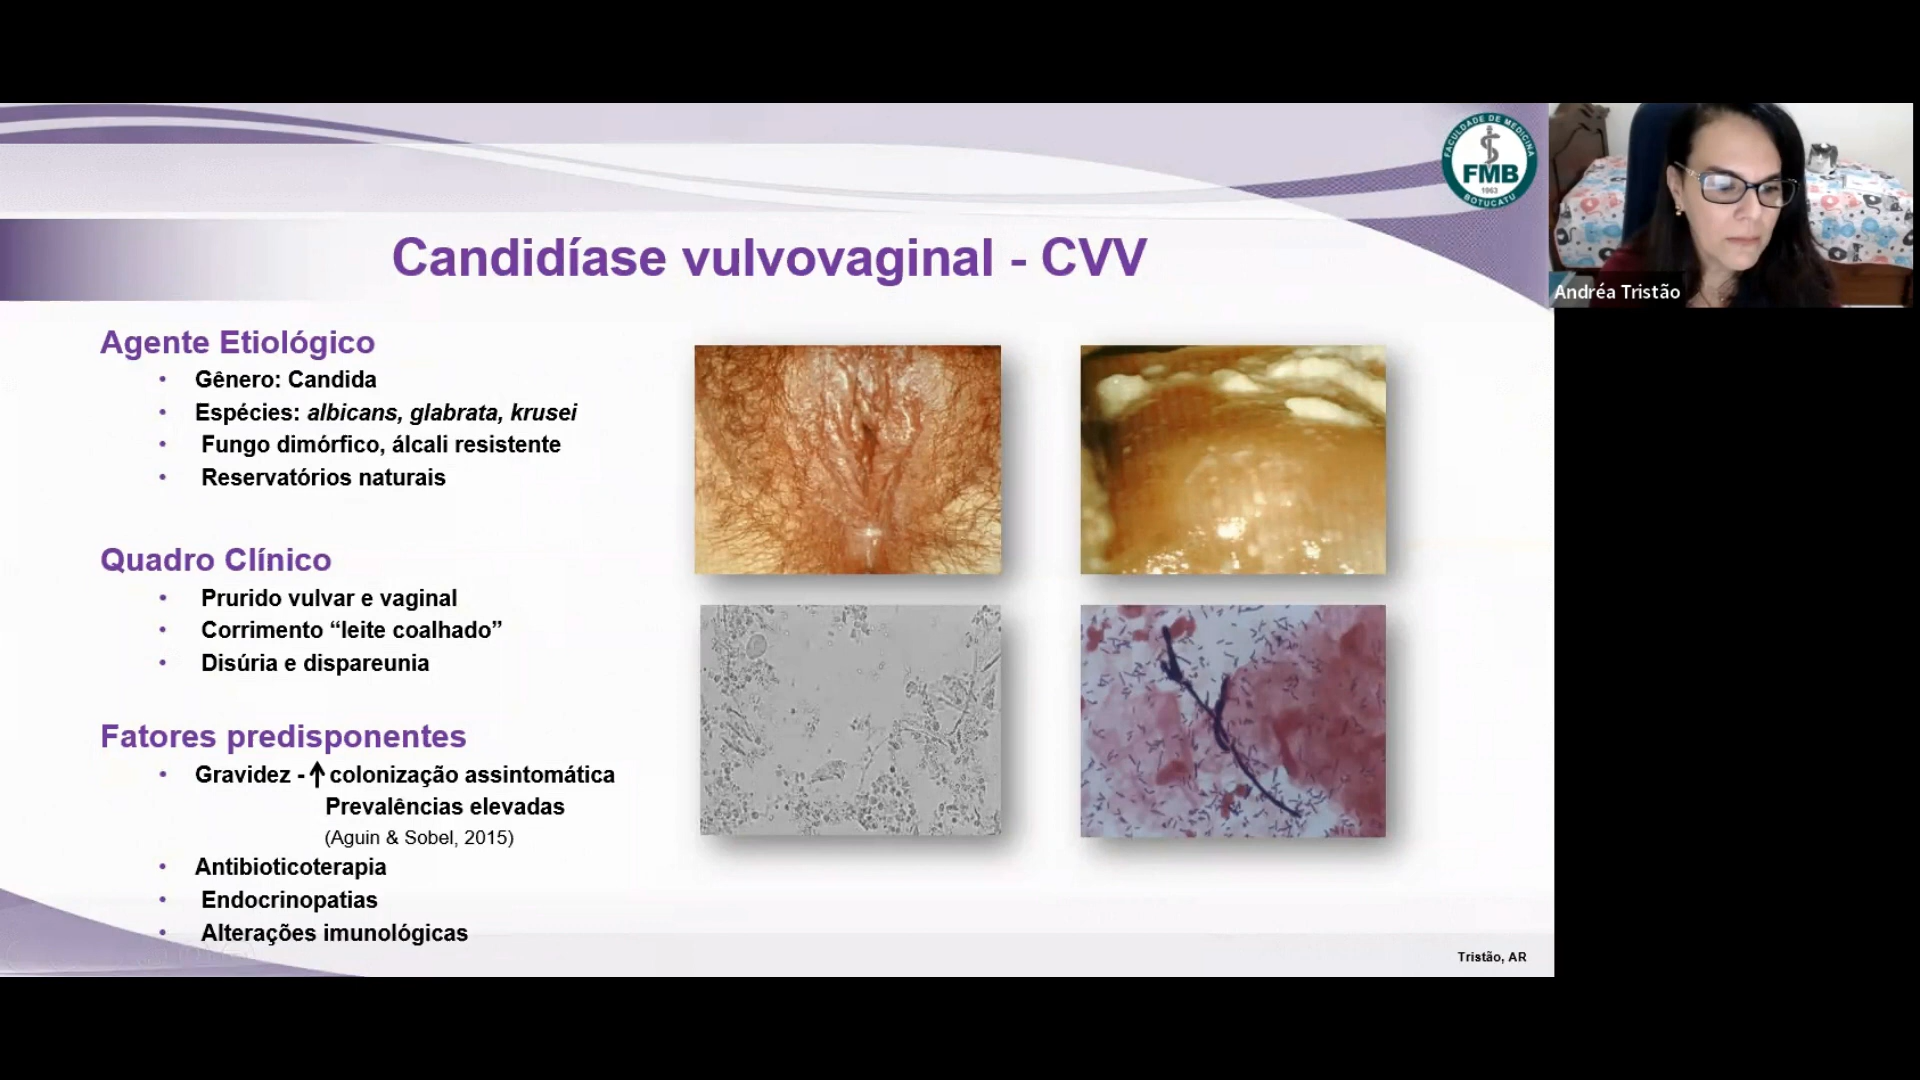 FACULDADE DE MEDICINA
FMB
1963
BOTUCATU
Andréa Tristão
Candidíase vulvovaginal - CVV
Agente Etiológico
• Gênero: Candida
• Espécies: albicans, glabrata, krusei
• Fungo dimórfico, álcali resistente
• Reservatórios naturais
Quadro Clínico
• Prurido vulvar e vaginal
• Corrimento “leite coalhado”
• Disúria e dispareunia
Fatores predisponentes
• Gravidez - ↑ colonização assintomática
Prevalências elevadas
(Aguin & Sobel, 2015)
• Antibioticoterapia
• Endocrinopatias
• Alterações imunológicas
Tristão, AR